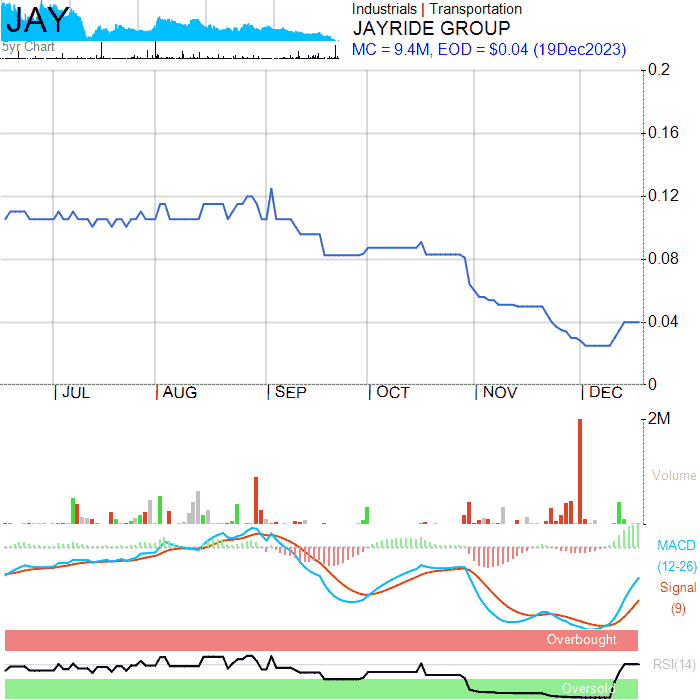 JAY
5yr Chart
Industrials | Transportation
JAYRIDE GROUP
MC = 9.4M, EOD = $0.04 (19Dec2023)
0.2
0.16
0.12
0.08
0.04
0
JUL AUG SEP OCT NOV DEC
2M
Volume
MACD
(12-26)
Signal
(9)
Overbought
RSI(14)
Oversold